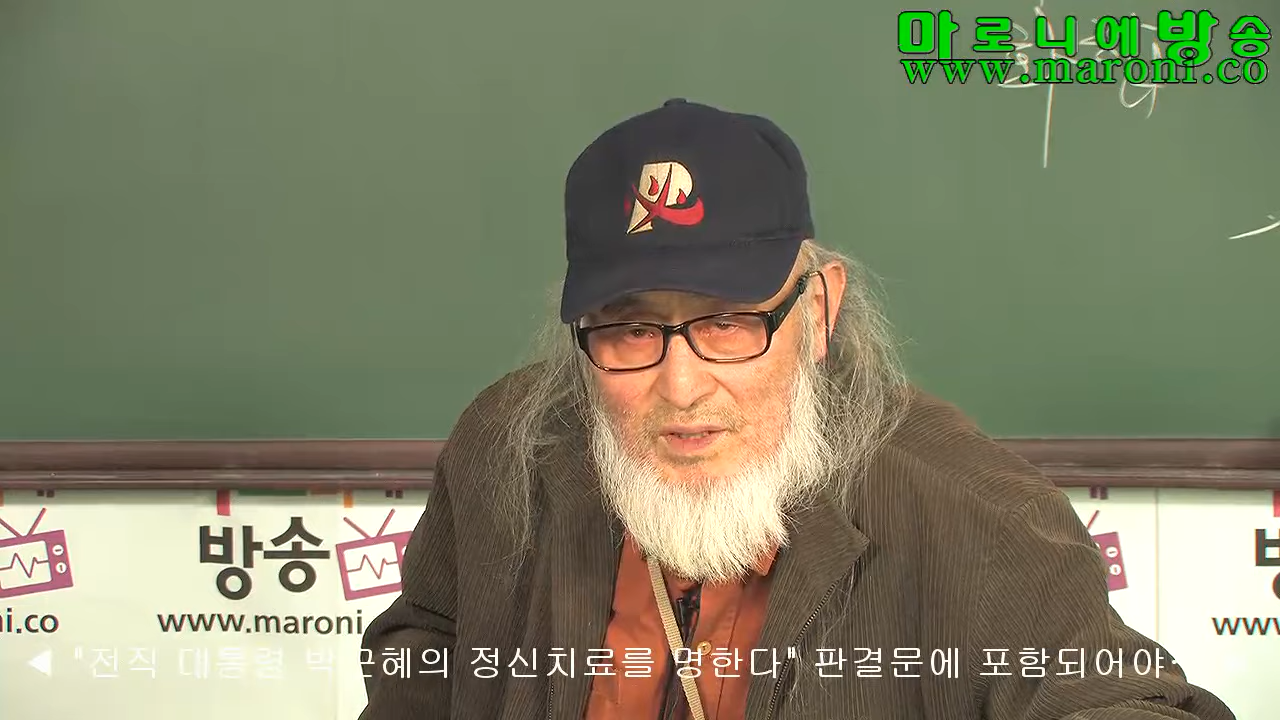 마로니에방송
www.maroni.co
방송
ni.co
www.maroni
www
◀ "전직 대통령 박근혜의 정신치료를 명한다" 판결문에 포함되어야